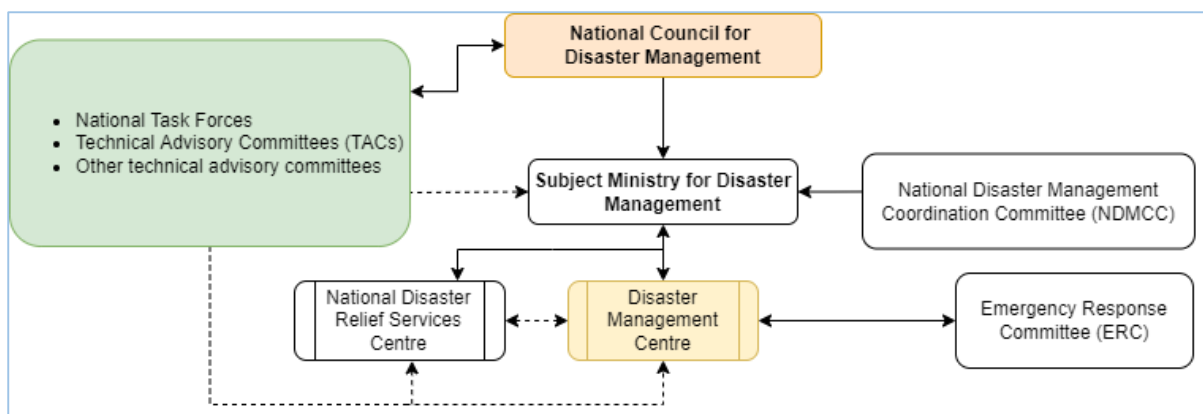 National Council for
Disaster Management
• National Task Forces
• Technical Advisory Committees (TACs)
• Other technical advisory committees
Subject Ministry for Disaster
Management
National Disaster Management
Coordination Committee (NDMCC)
National Disaster
Relief Services
Centre
Disaster
Management
Centre
Emergency Response
Committee (ERC)